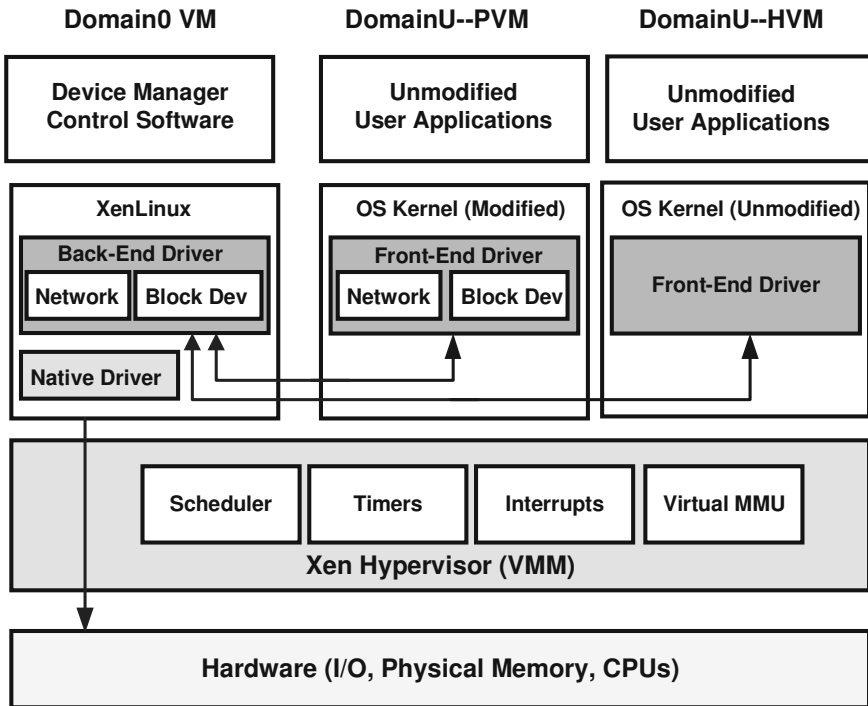 Domain0 VM
DomainU--PVM
DomainU--HVM
Device Manager
Control Software
Unmodified
User Applications
Unmodified
User Applications
XenLinux
Back-End Driver
Network
Block Dev
Native Driver
OS Kernel (Modified)
Front-End Driver
Network
Block Dev
OS Kernel (Unmodified)
Front-End Driver
Scheduler
Timers
Interrupts
Virtual MMU
Xen Hypervisor (VMM)
Hardware (I/O, Physical Memory, CPUs)